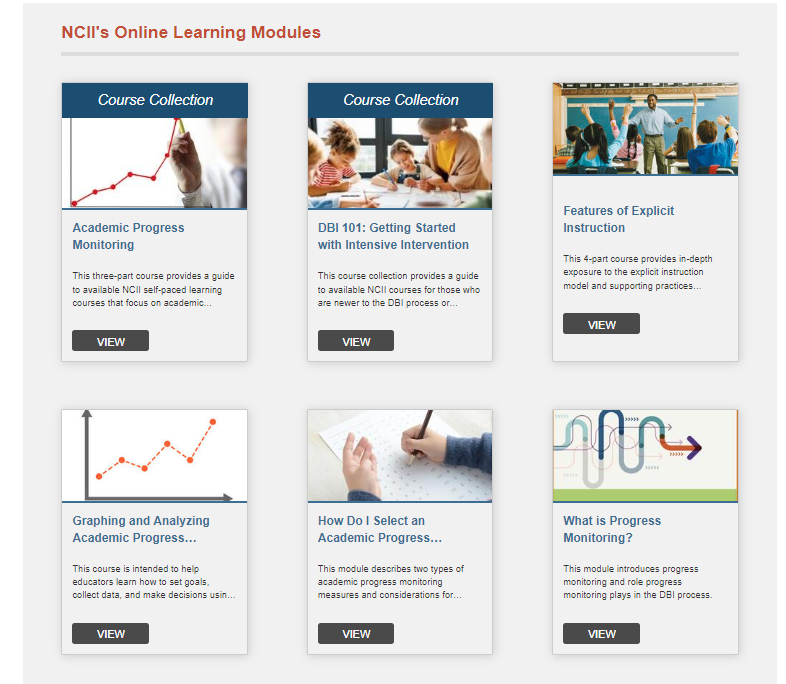 NCII's Online Learning Modules
Course Collection
Academic Progress
Monitoring
This three-part course provides a guide
to available NCII self-paced learning
courses that focus on academic...
VIEW
Course Collection
DBI 101: Getting Started
with Intensive Intervention
This course collection provides a guide
to available NCII courses for those who
are newer to the DBI process or...
VIEW
Features of Explicit
Instruction
This 4-part course provides in-depth
exposure to the explicit instruction
model and supporting practices...
VIEW
Graphing and Analyzing
Academic Progress...
This course is intended to help
educators learn how to set goals,
collect data, and make decisions usin...
VIEW
How Do I Select an
Academic Progress...
This module describes two types of
academic progress monitoring
measures and considerations for...
VIEW
What is Progress
Monitoring?
This module introduces progress
monitoring and role progress
monitoring plays in the DBI process.
VIEW